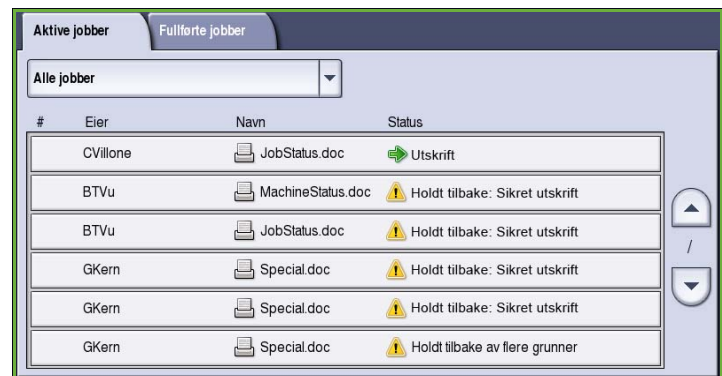 Aktive jobber Fullførte jobber
Alle jobber
# Eier Navn Status
CVillone JobStatus.doc Utskrift
BTVu MachineStatus.doc Holdt tilbake: Sikret utskrift
BTVu JobStatus.doc Holdt tilbake: Sikret utskrift
GKern Special.doc Holdt tilbake: Sikret utskrift
GKern Special.doc Holdt tilbake: Sikret utskrift
GKern Special.doc Holdt tilbake av flere grunner
/